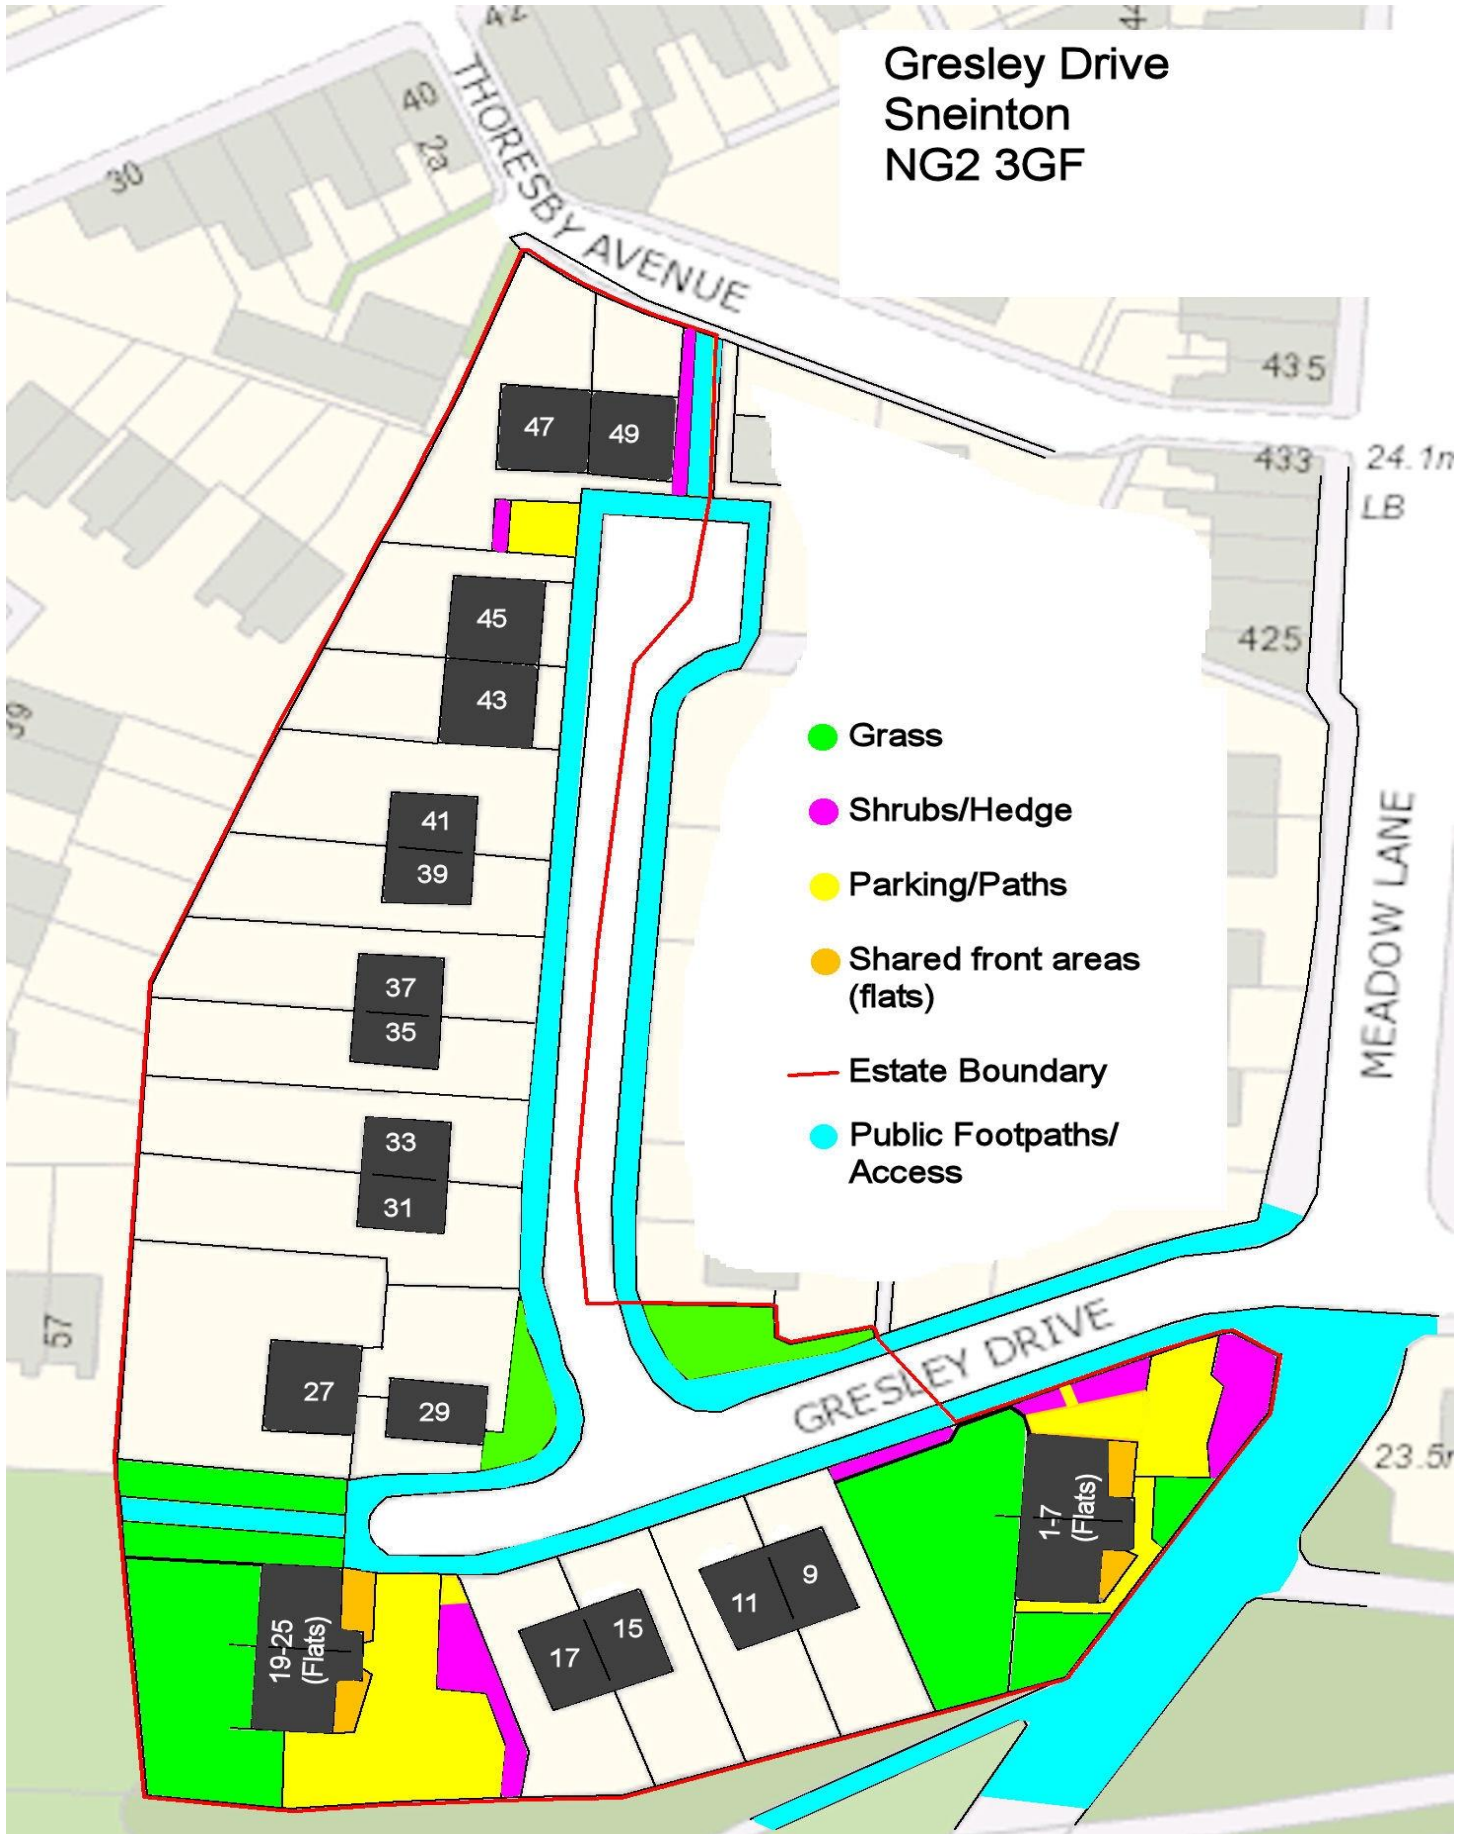 Gresley Drive
Sneinton
NG2 3GF
40
2a
30
THORESBY AVENUE
435
433
24.1m
LB
425
47
49
45
43
41
39
37
35
33
31
27
29
59
57
Grass
Shrubs/Hedge
Parking/Paths
Shared front areas
(flats)
Estate Boundary
Public Footpaths/
Access
MEADOW LANE
GRESLEY DRIVE
23.5
1-7
(Flats)
9
11
15
17
19-25
(Flats)